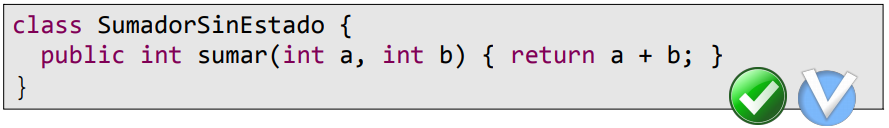 class SumadorSinEstado {
public int sumar(int a, int b) { return a + b; }
}